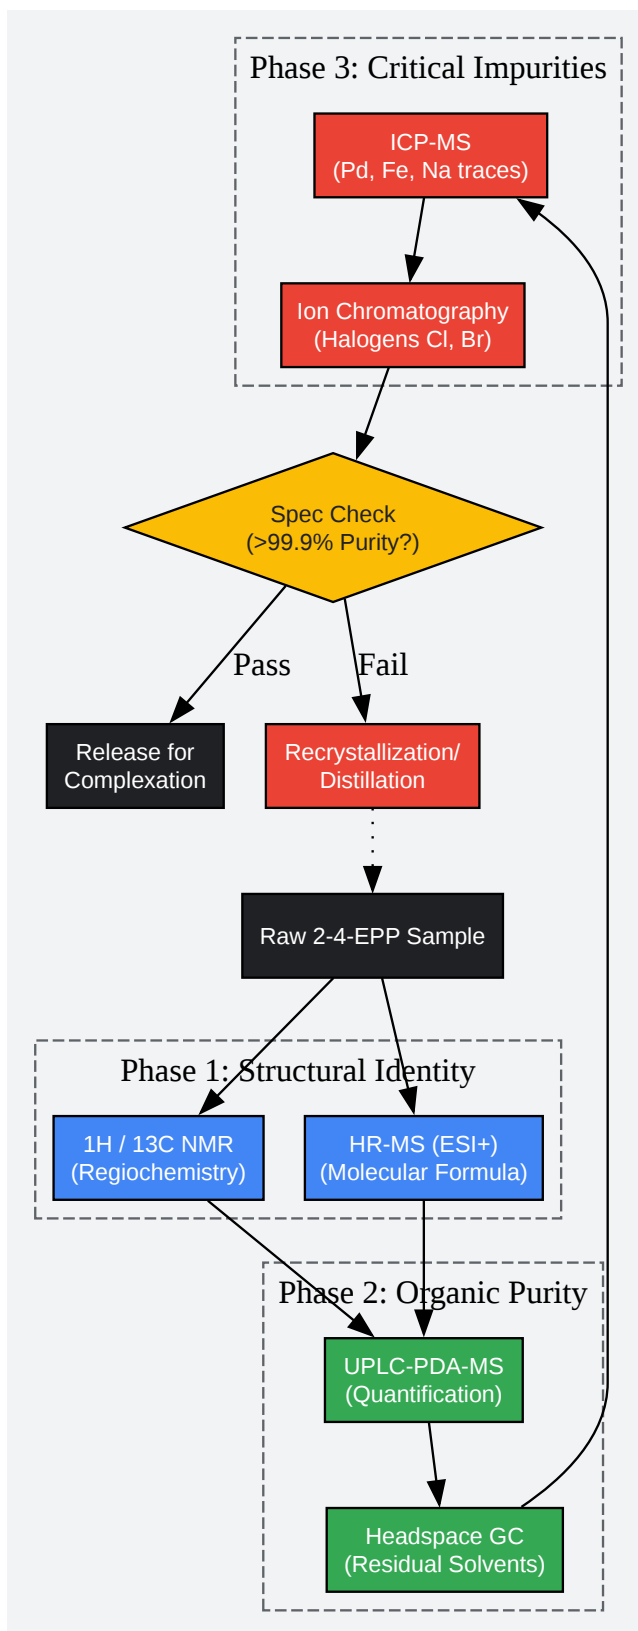 Phase 3: Critical Impurities
ICP-MS
(Pd, Fe, Na traces)
Ion Chromatography
(Halogens Cl, Br)
Spec Check
(>99.9% Purity?)
Pass
Fail
Release for
Complexation
Recrystallization/
Distillation
Raw 2-4-EPP Sample
Phase 1: Structural Identity
1H / 13C NMR
(Regiochemistry)
HR-MS (ESI+)
(Molecular Formula)
Phase 2: Organic Purity
UPLC-PDA-MS
(Quantification)
Headspace GC
(Residual Solvents)